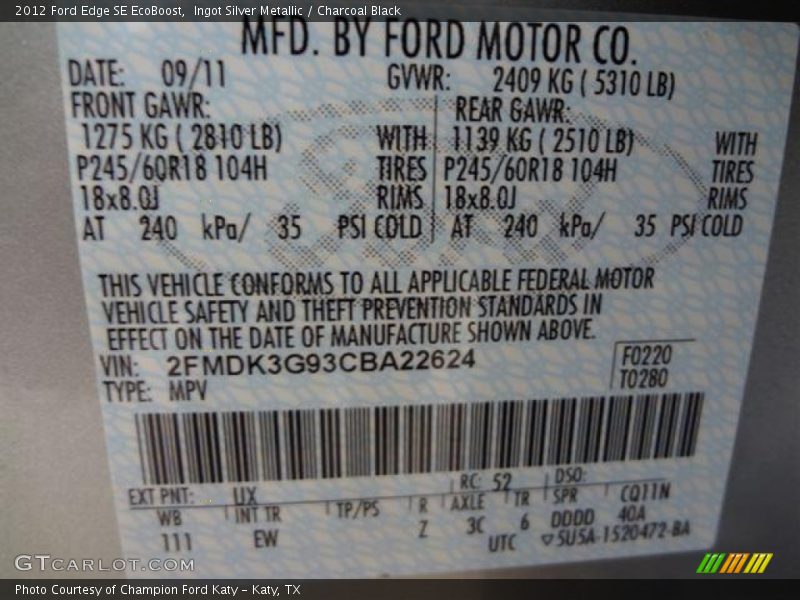 2012 Ford Edge SE EcoBoost,  Ingot Silver Metallic / Charcoal Black
MFD. BY FORD MOTOR CO.
DATE: 09/11 GVWR: 2409 KG ( 5310 LB)
FRONT GAWR: REAR GAWR:
1275 KG ( 2810 LB) WITH 1139 KG ( 2510 LB) WITH
P245/60R18 104H TIRES P245/60R18 104H TIRES
18x8.0J RIMS 18x8.0J RIMS
AT 240 kPa/ 35 PSI COLD AT 240 kPa/ 35 PSI COLD
THIS VEHICLE CONFORMS TO ALL APPLICABLE FEDERAL MOTOR
VEHICLE SAFETY AND THEFT PREVENTION STANDARDS IN
EFFECT ON THE DATE OF MANUFACTURE SHOWN ABOVE.
VIN: 2FMDK3G93CBA22624 F0220
TYPE: MPV T0280
EXT PNT: UX RC: 52 DSO:
WB INT TR TP/PS R AXLE TR SPR CQ11N
111 EW Z 3C 6 DDDD 40A
UTC ▽5USA-1520472-BA
GTCarlot.com
Photo Courtesy of Champion Ford Katy – Katy, TX